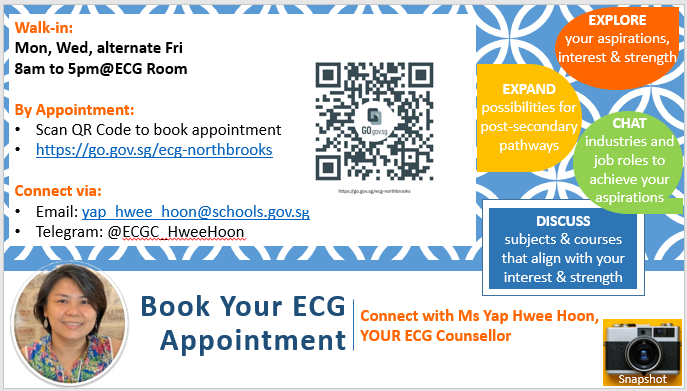 Walk-in:
Mon, Wed, alternate Fri
8am to 5pm@ECG Room
By Appointment:
• Scan QR Code to book appointment
• https://go.gov.sg/ecg-northbrooks
Connect via:
• Email: yap_hwee_hoon@schools.gov.sg
• Telegram: @ECGC_HweeHoon
GO.gov.sg
https://go.gov.sg/ecg-northbrooks
EXPLORE
your aspirations,
interest & strength
EXPAND
possibilities for
post-secondary
pathways
CHAT
industries and
job roles to
achieve your
aspirations
DISCUSS
subjects & courses
that align with your
interest & strength
Book Your ECG
Appointment
Connect with Ms Yap Hwee Hoon,
YOUR ECG Counsellor
Snapshot